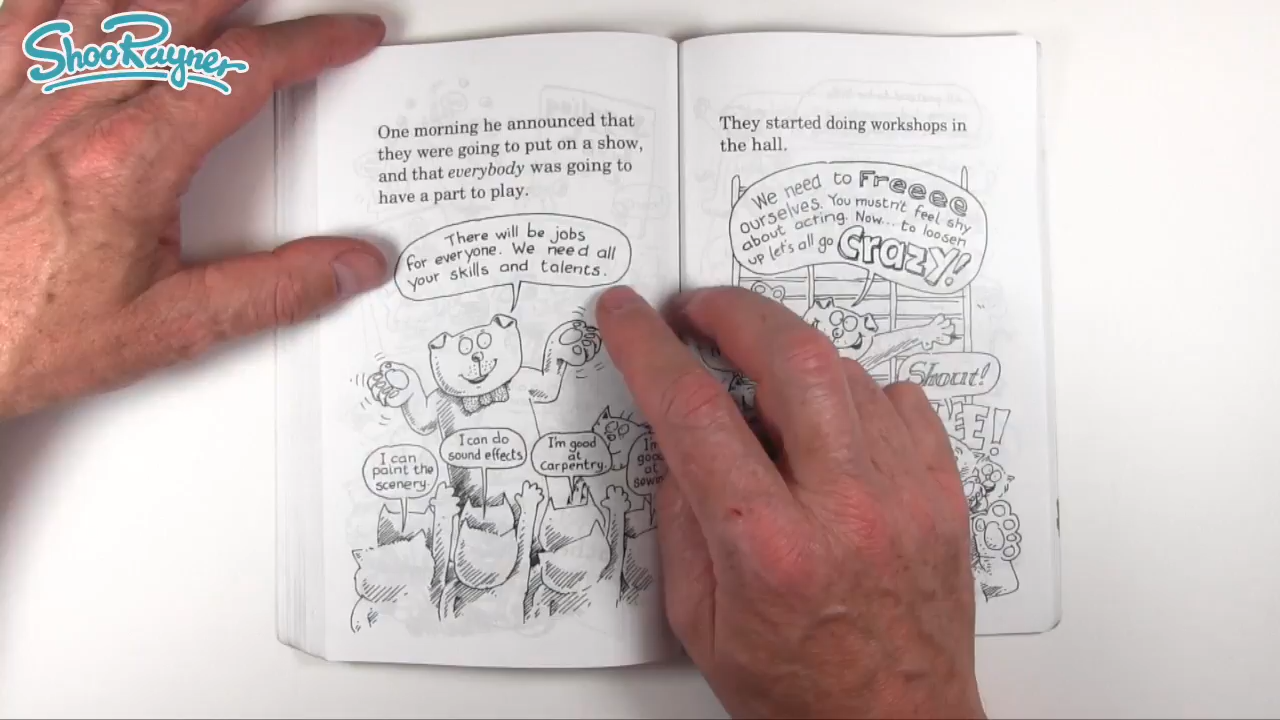 ShooRayner
One morning he announced that
they were going to put on a show,
and that everybody was going to
have a part to play.
There will be jobs
for everyone. We need all
your skills and talents.
I can
paint the
scenery.
I can do
sound effects
I'm good
at
Carpentry.
I'm
good
at
They started doing workshops in
the hall.
We need to Freeee
ourselves. You mustn't feel shy
about acting. Now... to loosen
up let's all go Crazy!
Shout!